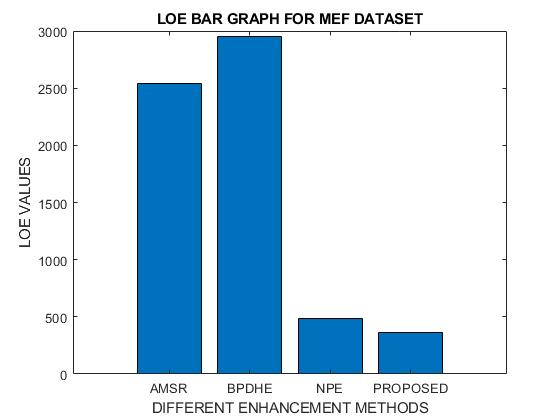 LOE BAR GRAPH FOR MEF DATASET
3000
2500
2000
1500
1000
500
0
LOE VALUES
AMSR BPDHE NPE PROPOSED
DIFFERENT ENHANCEMENT METHODS